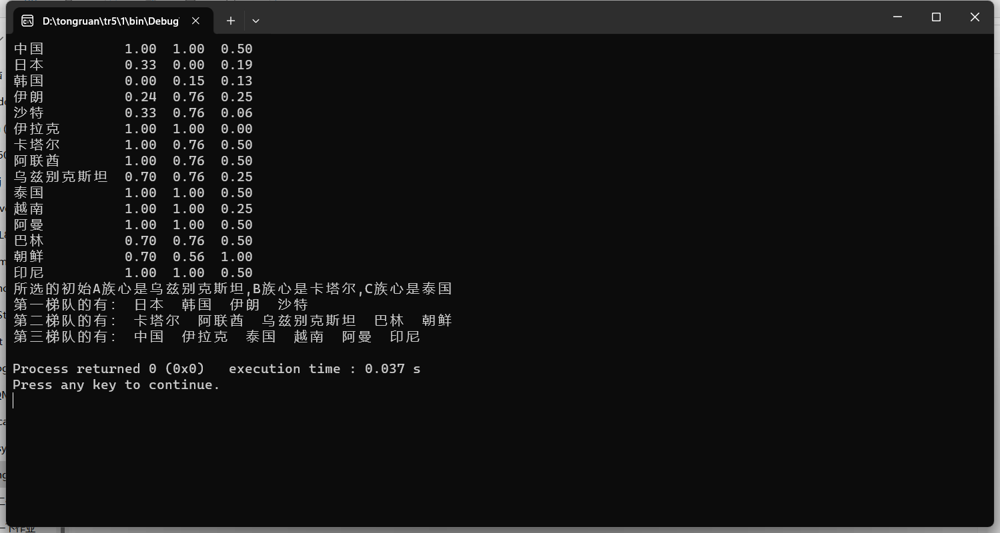 D:\tongruan\tr5\1\bin\Debug
中国 1.00 1.00 0.50
日本 0.33 0.00 0.19
韩国 0.00 0.15 0.13
伊朗 0.24 0.76 0.25
沙特 0.33 0.76 0.06
伊拉克 1.00 1.00 0.00
卡塔尔 1.00 0.76 0.50
阿联酋 1.00 0.76 0.50
乌兹别克斯坦 0.70 0.76 0.25
泰国 1.00 1.00 0.50
越南 1.00 1.00 0.25
阿曼 1.00 1.00 0.50
巴林 0.70 0.76 0.50
朝鲜 0.70 0.56 1.00
印尼 1.00 1.00 0.50
所选的初始A族心是乌兹别克斯坦,B族心是卡塔尔,C族心是泰国
第一梯队的有: 日本 韩国 伊朗 沙特
第二梯队的有: 卡塔尔 阿联酋 乌兹别克斯坦 巴林 朝鲜
第三梯队的有: 中国 伊拉克 泰国 越南 阿曼 印尼
Process returned 0 (0x0) execution time : 0.037 s
Press any key to continue.